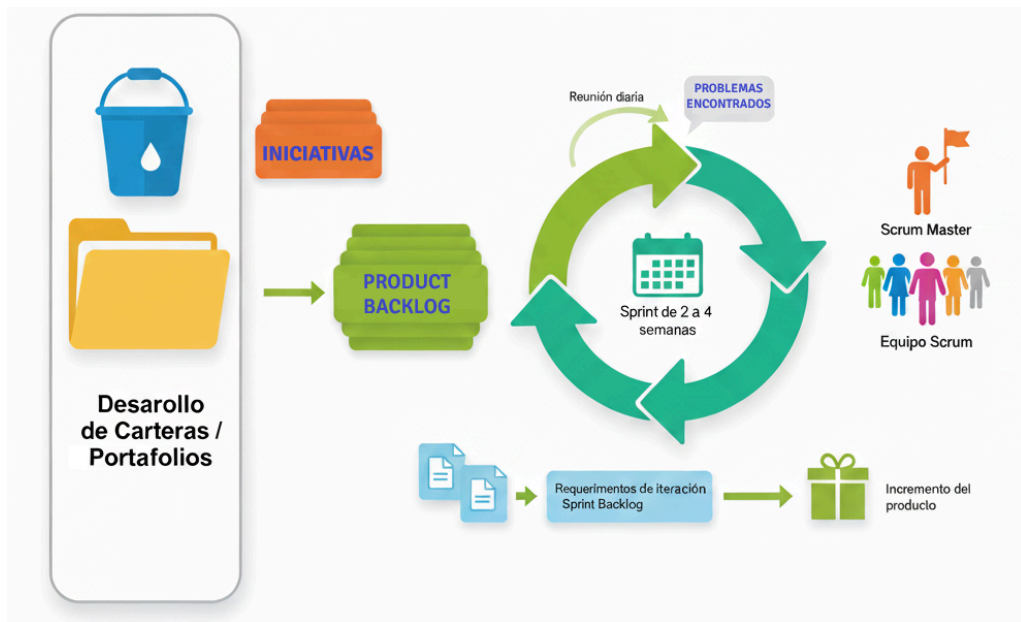 Desarollo
de Carteras /
Portafolios
INICIATIVAS
PRODUCT
BACKLOG
Reunión diaria
PROBLEMAS
ENCONTRADOS
Sprint de 2 a 4
semanas
Scrum Master
Equipo Scrum
Requerimentos de iteración
Sprint Backlog
Incremento del
producto